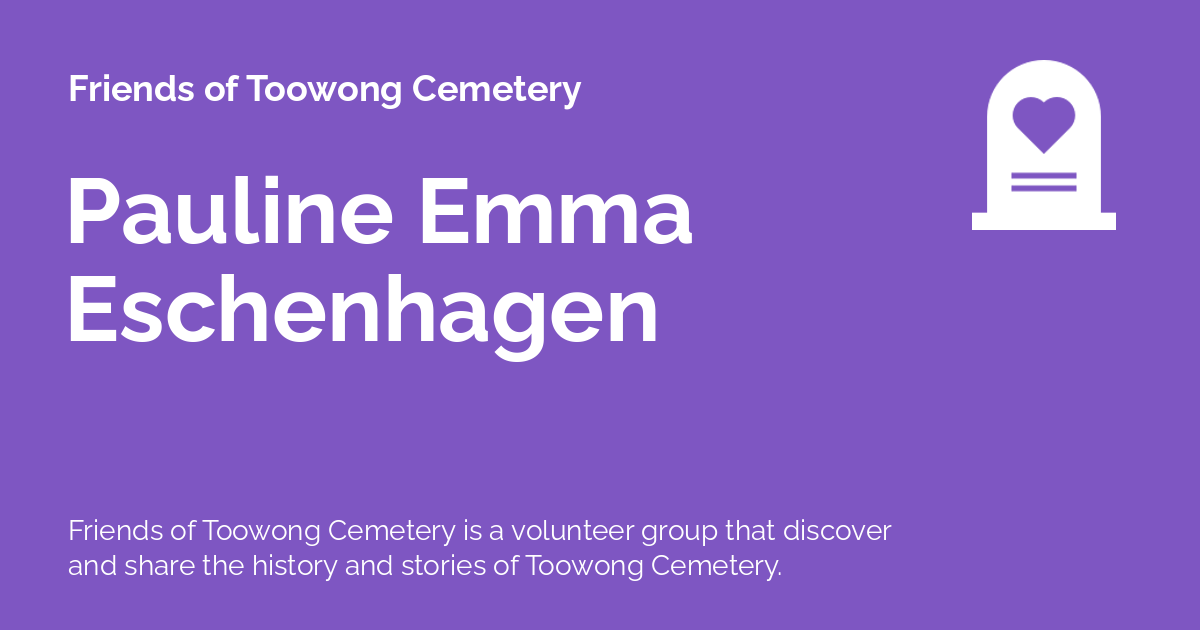 Friends of Toowong Cemetery
Pauline Emma
Eschenhagen
Friends of Toowong Cemetery is a volunteer group that discover
and share the history and stories of Toowong Cemetery.